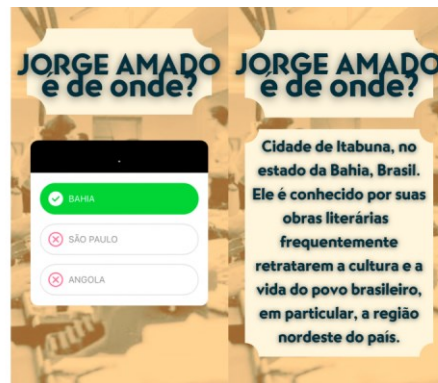 JORGE AMADO
é de onde?
BAHIA
SÃO PAULO
ANGOLA
JORGE AMADO
é de onde?
Cidade de Itabuna, no
estado da Bahia, Brasil.
Ele é conhecido por suas
obras literárias
frequentemente
retratarem a cultura e a
vida do povo brasileiro,
em particular, a região
nordeste do país.